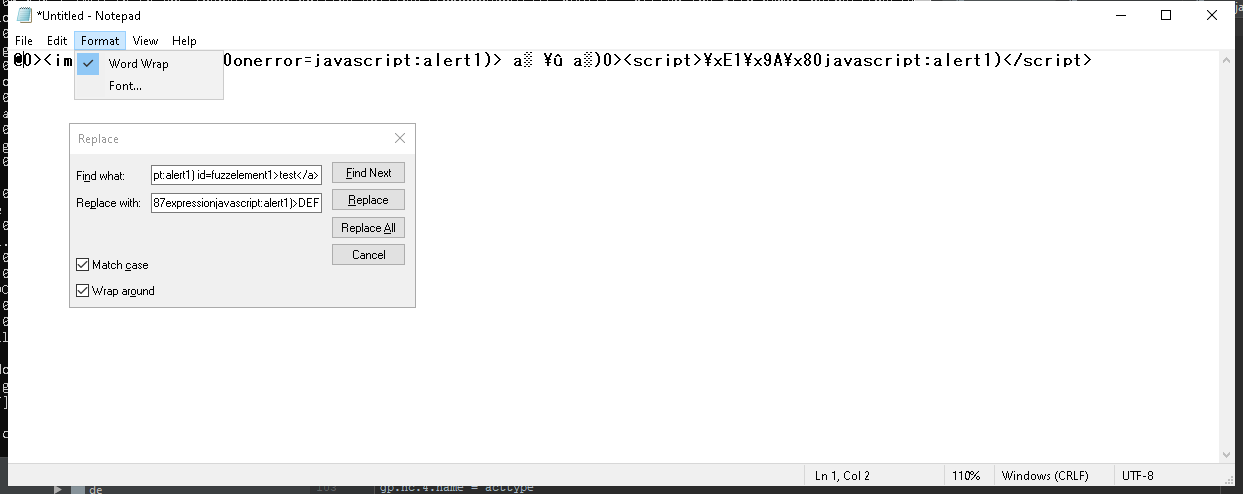 *Untitled - Notepad
File Edit Format View Help
@0><im 0onerror=javascript:alert1)> a▒ ¥û a▒)0><script>¥xE1¥x9A¥x80javascript:alert1)</script>
Word Wrap
Font...
Replace
Find what: pt:alert1) id=fuzzelement1>test</a> Find Next
Replace with: 87expressionjavascript:alert1)>DEF Replace
Replace All
Cancel
Match case
Wrap around
Ln 1, Col 2 110% Windows (CRLF) UTF-8
de gp.nc.4.name = acctype